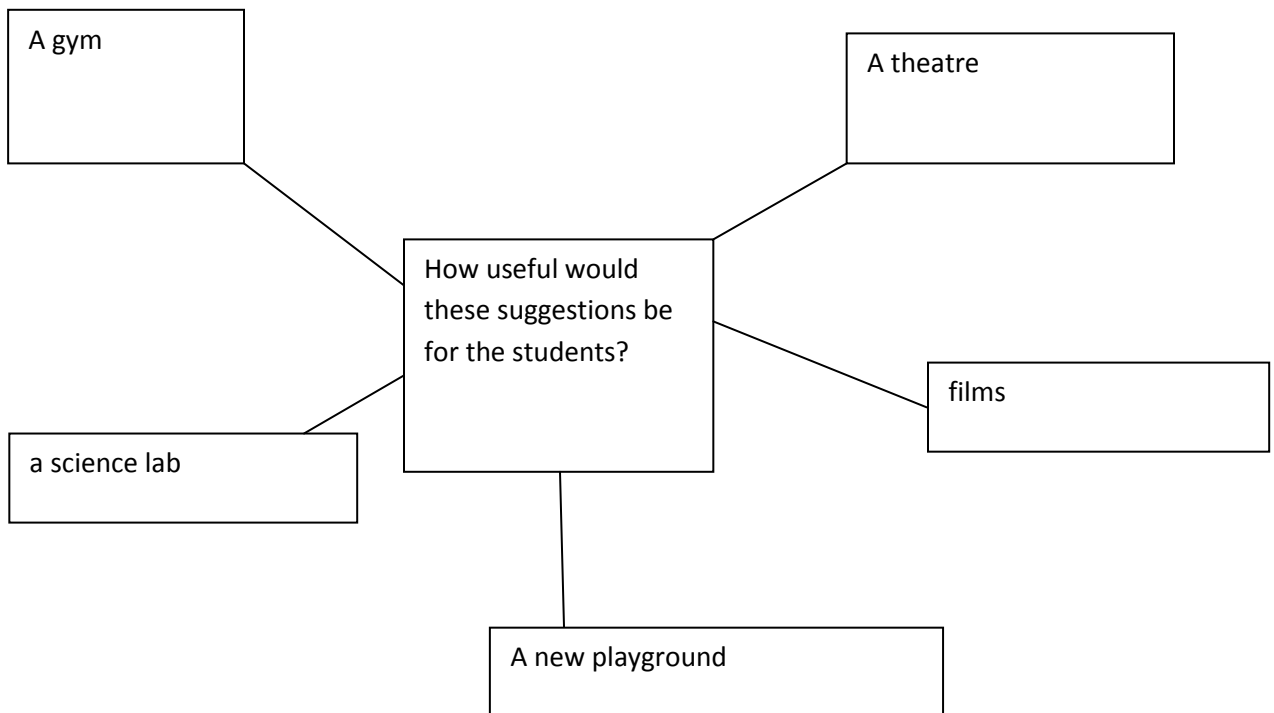 A gym
A theatre
How useful would
these suggestions be
for the students?
films
a science lab
A new playground